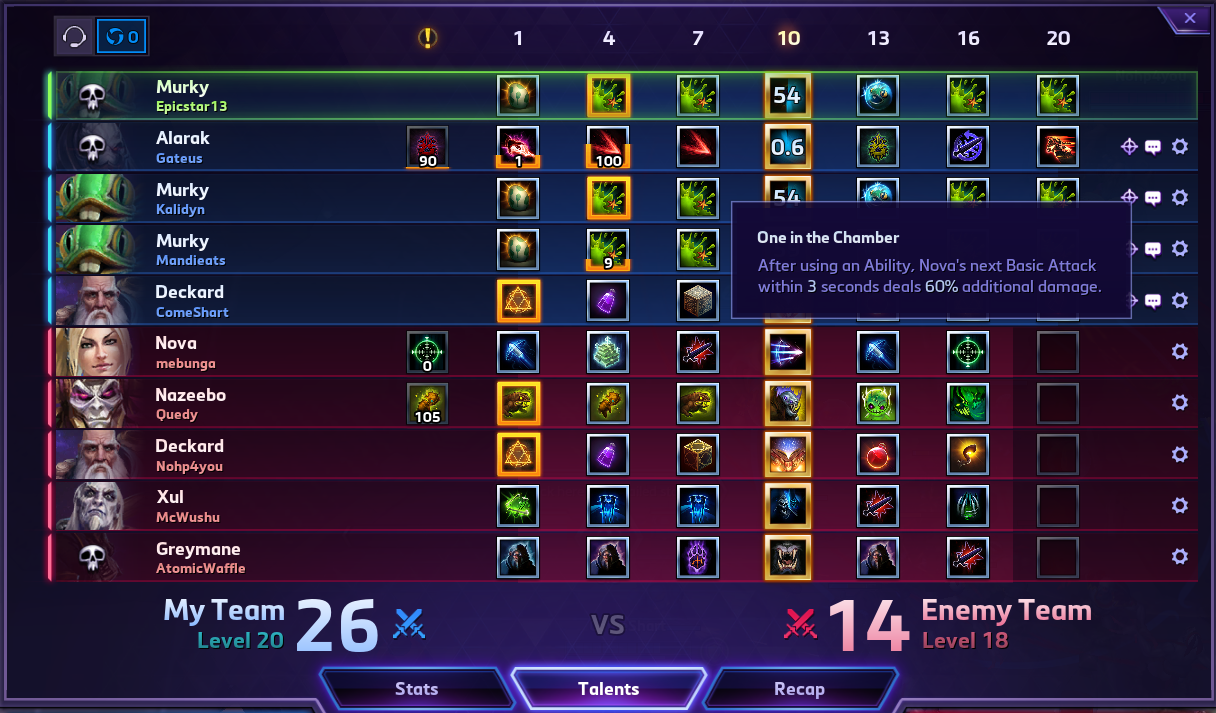 0
1 4 7 10 13 16 20
Murky
Epicstar13
54
Alarak
Gateus
90 1 100 0.6
Murky
Kalidyn
54
Murky
Mandieats
9
One in the Chamber
After using an Ability, Nova's next Basic Attack
within 3 seconds deals 60% additional damage.
Deckard
ComeShart
Nova
mebunga
0
Nazeebo
Quedy
105
Deckard
Nohp4you
Xul
McWushu
Greymane
AtomicWaffle
My Team 26 VS 14 Enemy Team
Level 20 Level 18
Stats Talents Recap